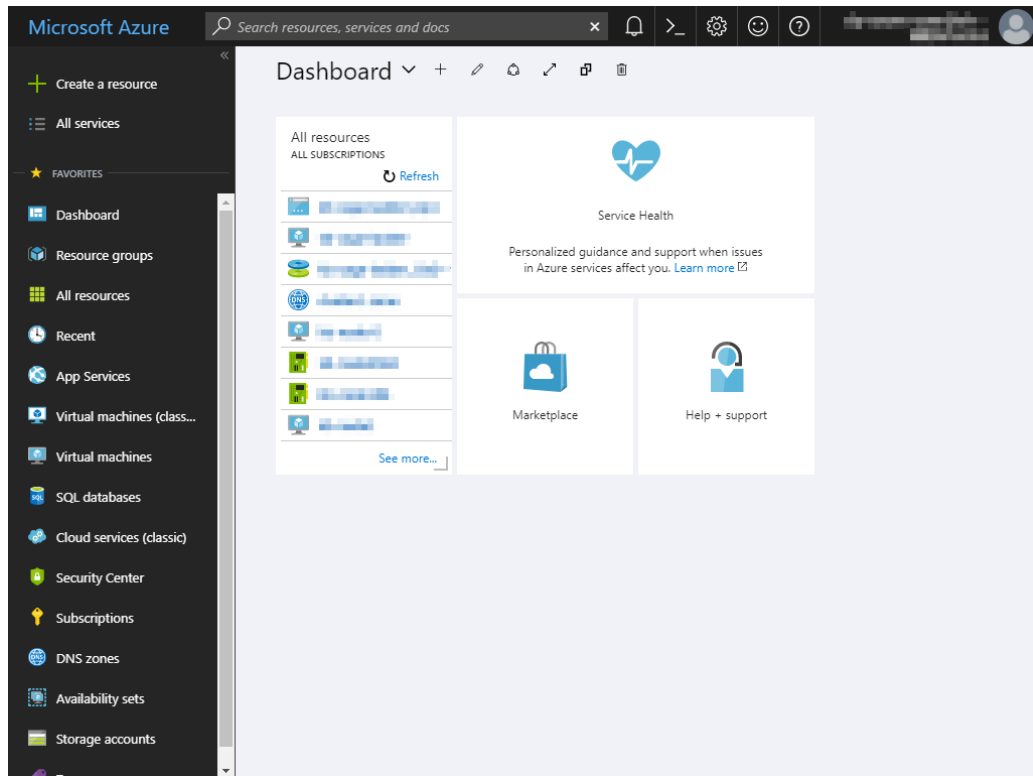 Microsoft Azure
Search resources, services and docs
Create a resource
All services
FAVORITES
Dashboard
Resource groups
All resources
Recent
App Services
Virtual machines (class...
Virtual machines
SQL databases
Cloud services (classic)
Security Center
Subscriptions
DNS zones
Availability sets
Storage accounts
Dashboard
All resources
ALL SUBSCRIPTIONS
Refresh
See more...
Service Health
Personalized guidance and support when issues
in Azure services affect you. Learn more
Marketplace
Help + support